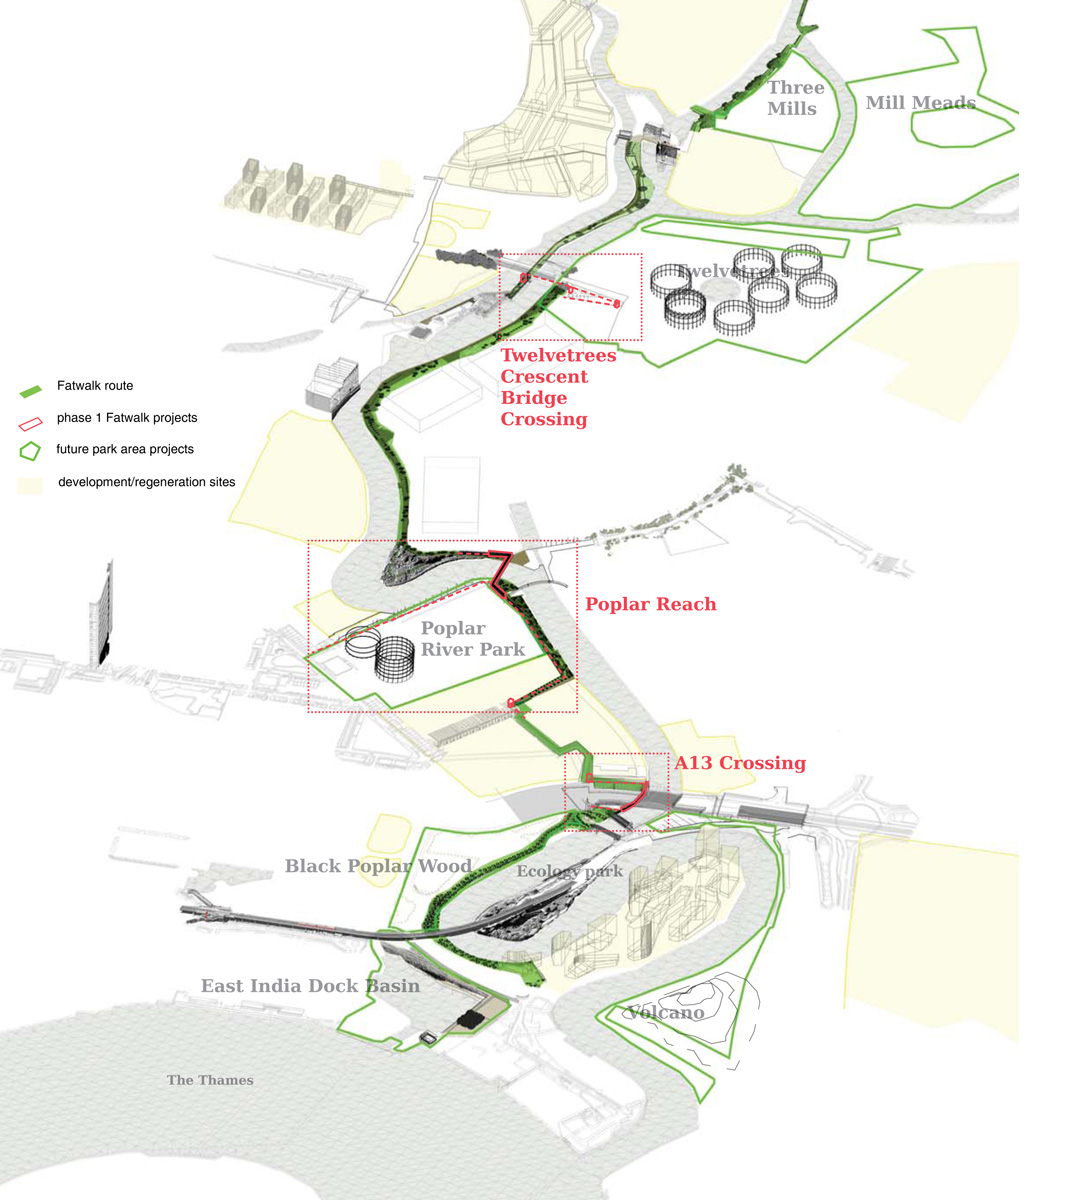 Three
Mills
Mill Meads
Twelvetrees
Twelvetrees
Crescent
Bridge
Crossing
Fatwalk route
phase 1 Fatwalk projects
future park area projects
development/regeneration sites
Poplar Reach
Poplar
River Park
A13 Crossing
Black Poplar Wood
Ecology park
East India Dock Basin
Volcano
The Thames